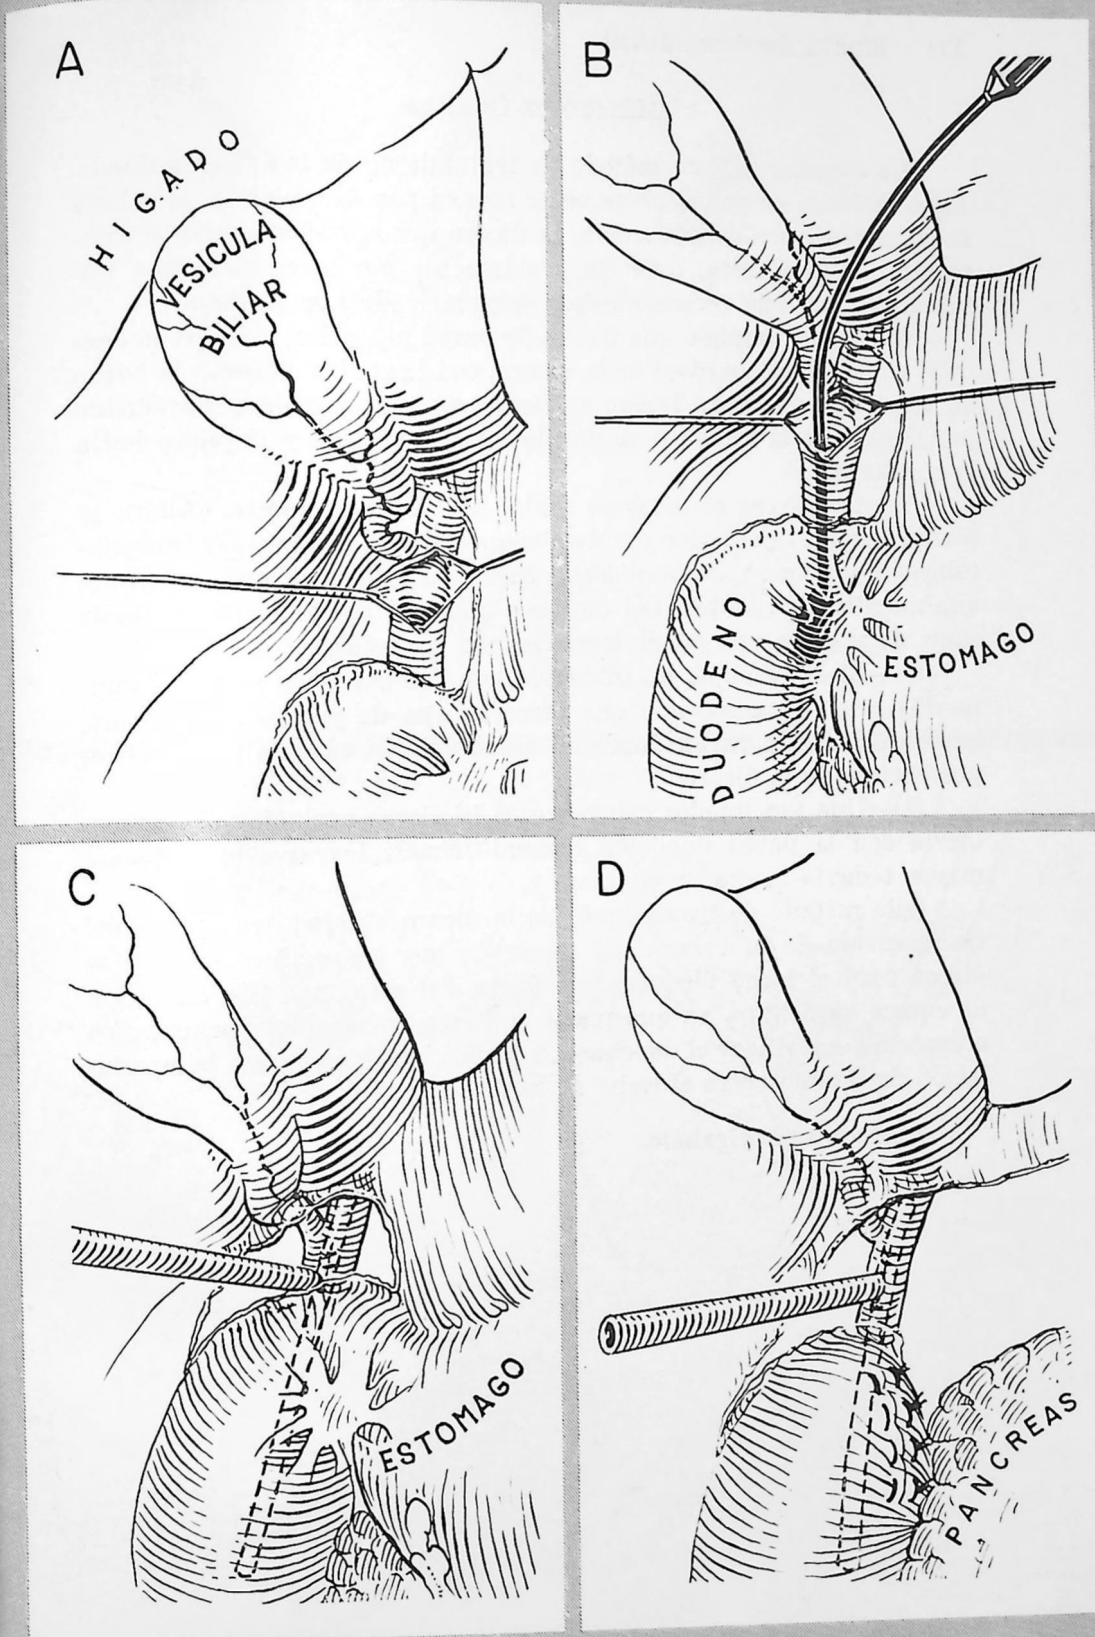 A
HIGADO
VESICULA
BILIAR
B
DUODENO
ESTOMAGO
C
ESTOMAGO
D
PANCREAS